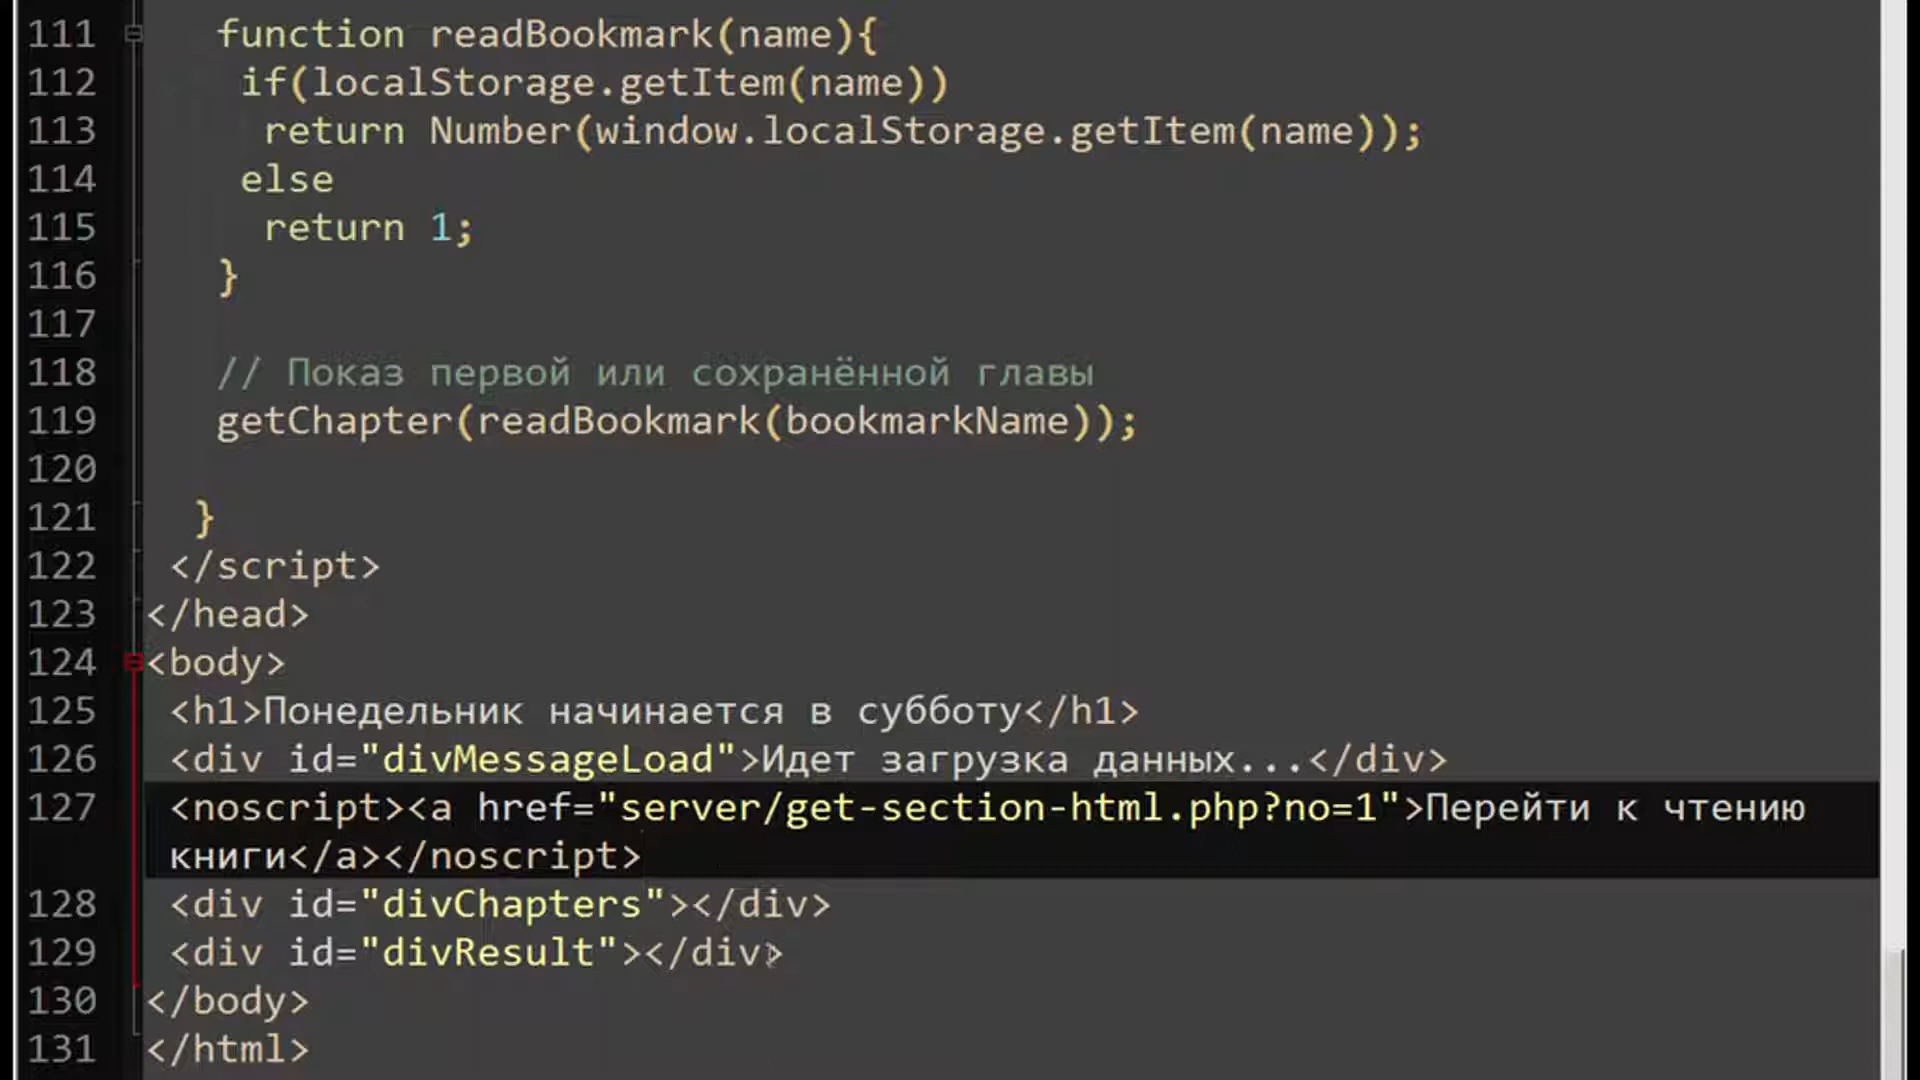 111 function readBookmark(name){
112 if(localStorage.getItem(name))
113 return Number(window.localStorage.getItem(name));
114 else
115 return 1;
116 }
117
118 // Показ первой или сохранённой главы
119 getChapter(readBookmark(bookmarkName));
120
121 }
122 </script>
123 </head>
124 <body>
125 <h1>Понедельник начинается в субботу</h1>
126 <div id="divMessageLoad">Идет загрузка данных...</div>
127 <noscript><a href="server/get-section-html.php?no=1">Перейти к чтению
книги</a></noscript>
128 <div id="divChapters"></div>
129 <div id="divResult"></div>
130 </body>
131 </html>